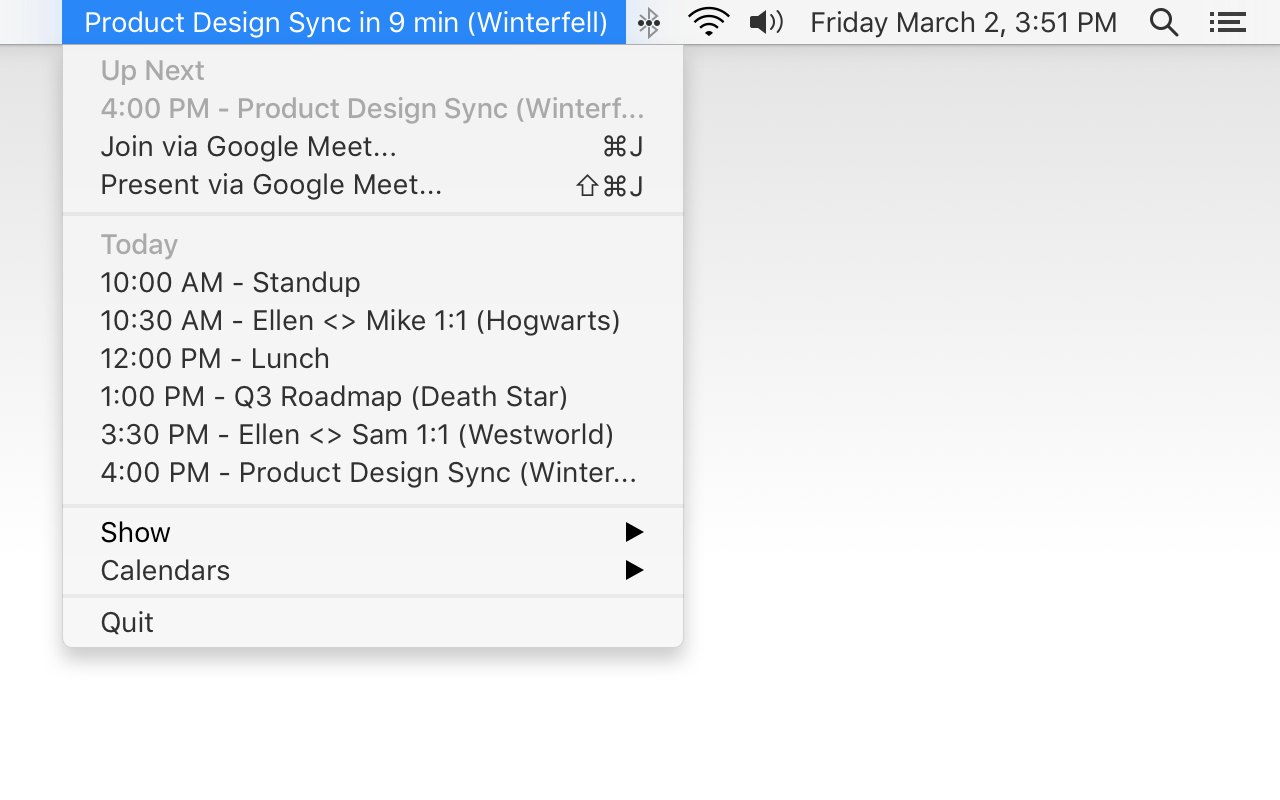 Product Design Sync in 9 min (Winterfell) Friday March 2, 3:51 PM
Up Next
4:00 PM - Product Design Sync (Winterf...
Join via Google Meet... ⌘J
Present via Google Meet... ⇧⌘J
Today
10:00 AM - Standup
10:30 AM - Ellen <> Mike 1:1 (Hogwarts)
12:00 PM - Lunch
1:00 PM - Q3 Roadmap (Death Star)
3:30 PM - Ellen <> Sam 1:1 (Westworld)
4:00 PM - Product Design Sync (Winter...
Show
Calendars
Quit